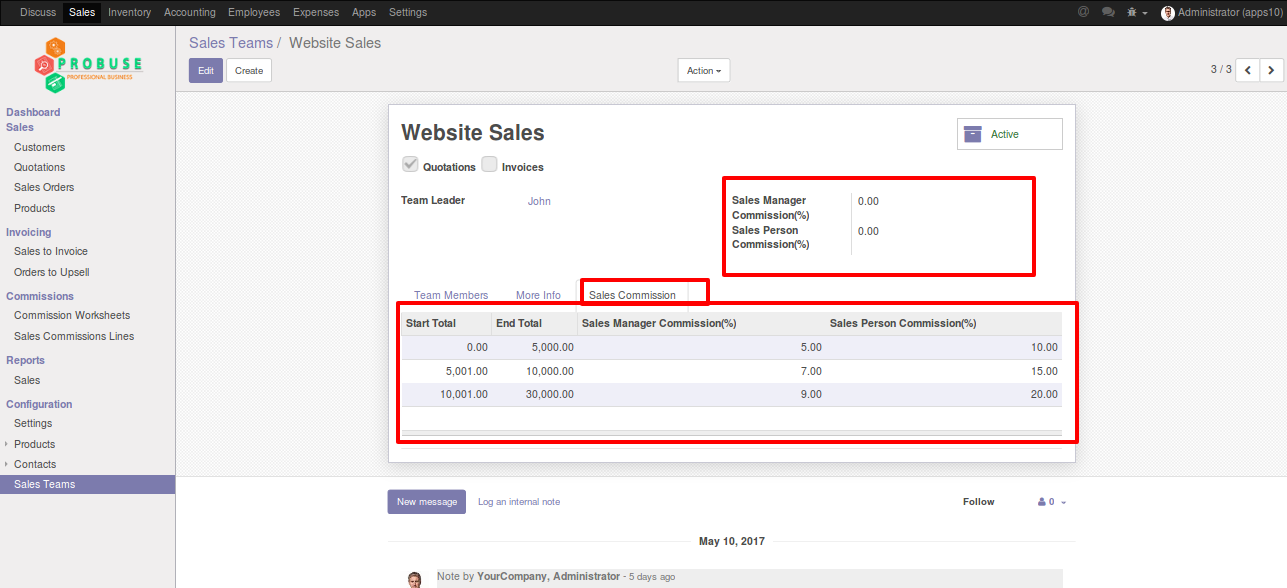 Discuss Sales Inventory Accounting Employees Expenses Apps Settings @ Administrator (apps10)
PROBUSE
PROFESSIONAL BUSINESS
Dashboard
Sales
Customers
Quotations
Sales Orders
Products
Invoicing
Sales to Invoice
Orders to Upsell
Commissions
Commission Worksheets
Sales Commissions Lines
Reports
Sales
Configuration
Settings
Products
Contacts
Sales Teams
Sales Teams / Website Sales
Edit Create Action 3 / 3
Website Sales
Active
Quotations Invoices
Team Leader John
Sales Manager
Commission(%) 0.00
Sales Person
Commission(%) 0.00
Team Members More Info Sales Commission
Start Total End Total Sales Manager Commission(%) Sales Person Commission(%)
0.00 5,000.00 5.00 10.00
5,001.00 10,000.00 7.00 15.00
10,001.00 30,000.00 9.00 20.00
New message Log an internal note Follow 0
May 10, 2017
Note by YourCompany, Administrator - 5 days ago